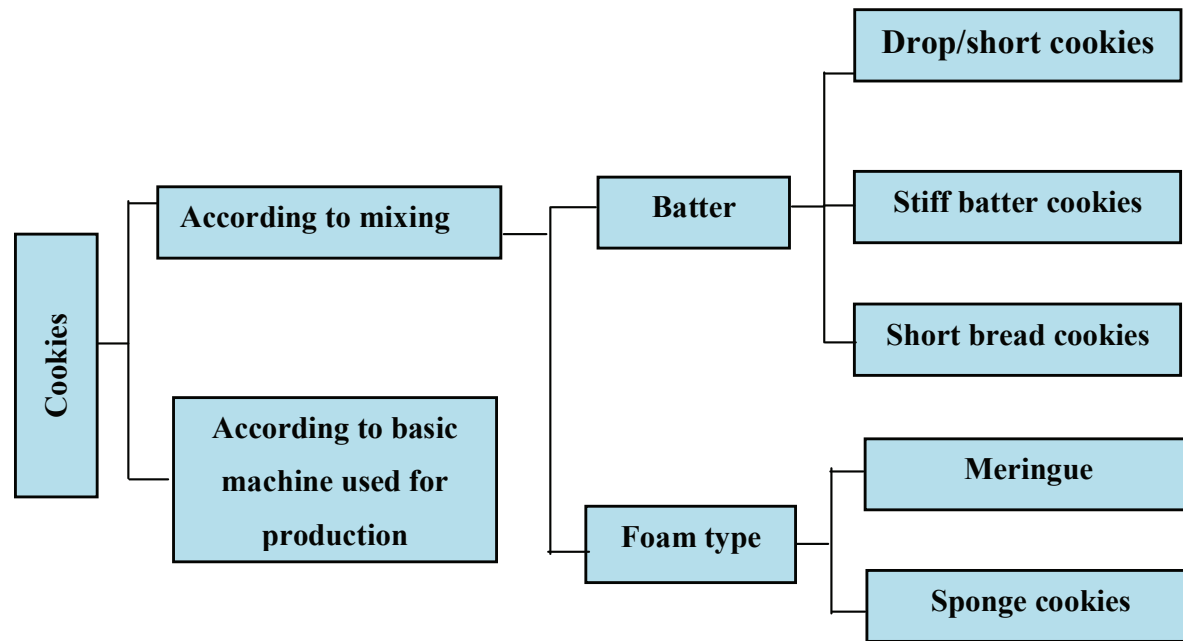 Cookies
According to mixing
According to basic
machine used for
production
Batter
Foam type
Drop/short cookies
Stiff batter cookies
Short bread cookies
Meringue
Sponge cookies